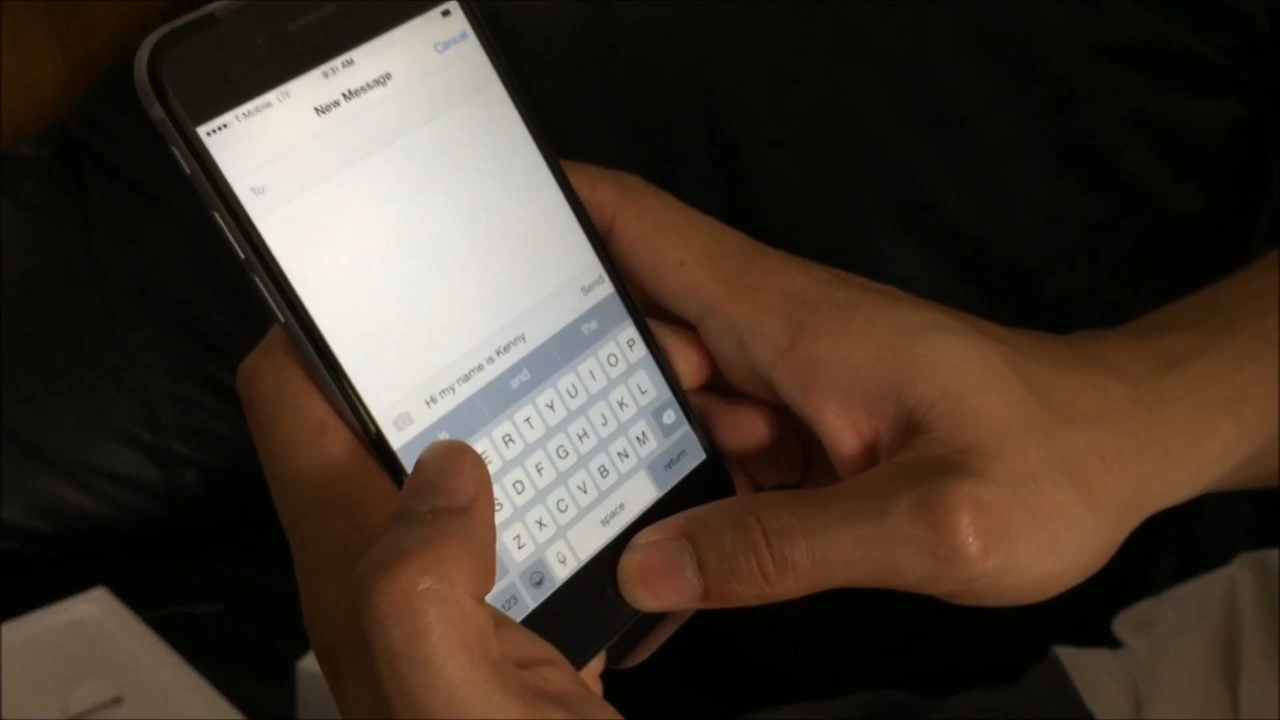 T-Mobile LTE
9:31 AM
New Message
Cancel
To:
Hi my name is Kenny
Send
and
the
E R T Y U I O P
S D F G H J K L
Z X C V B N M
123
space
return